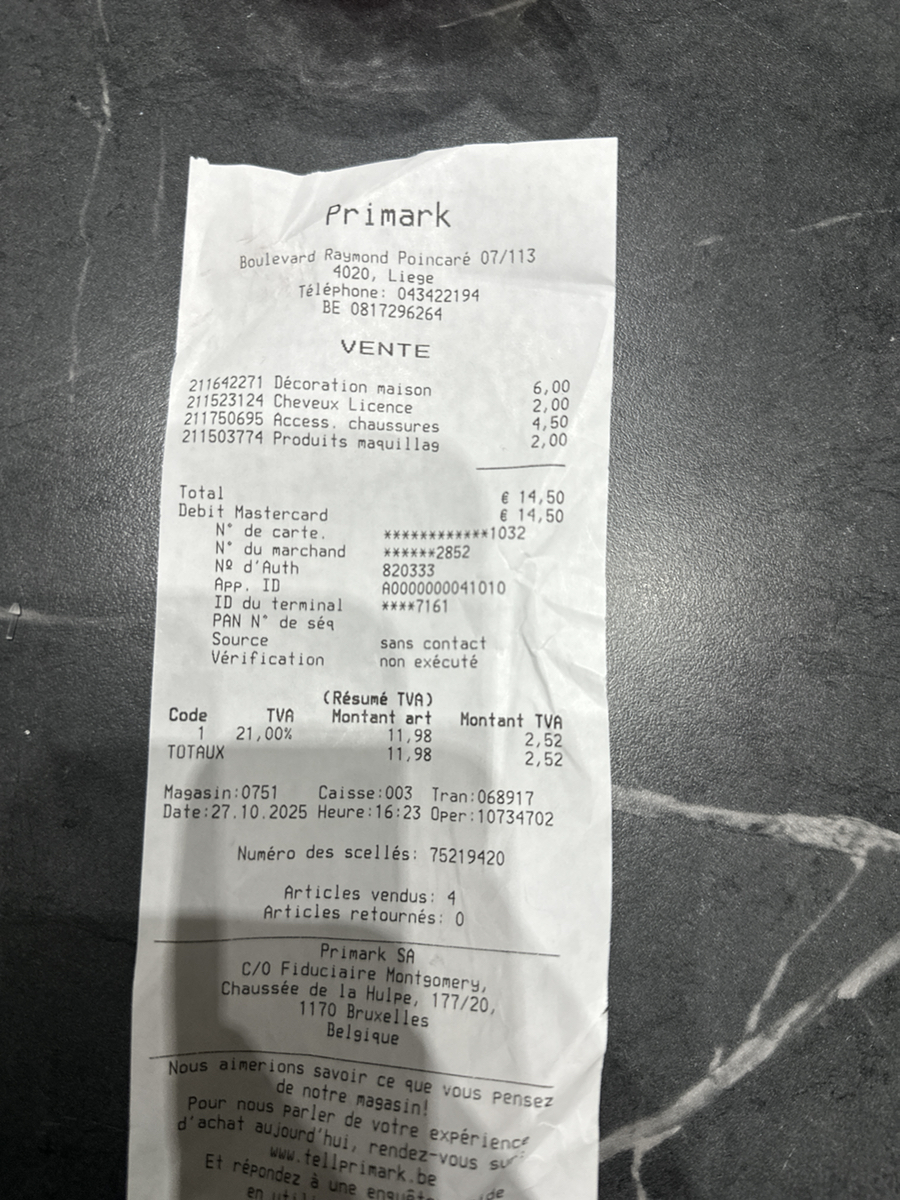 Primark
Boulevard Raymond Poincaré 07/113
4020, Liege
Téléphone: 043422194
BE 0817296264
VENTE
211642271 Décoration maison 6,00
211523124 Cheveux Licence 2,00
211750695 Access. chaussures 4,50
211503774 Produits maquillag 2,00
Total € 14,50
Debit Mastercard € 14,50
N° de carte. ************1032
N° du marchand ******2852
Nº d'Auth 820333
App. ID A0000000041010
ID du terminal ****7161
PAN N° de séq
Source sans contact
Vérification non exécuté
(Résumé TVA)
Code TVA Montant art Montant TVA
1 21,00% 11,98 2,52
TOTAUX 11,98 2,52
Magasin:0751 Caisse:003 Tran:068917
Date:27.10.2025 Heure:16:23 Oper:10734702
Numéro des scellés: 75219420
Articles vendus: 4
Articles retournés: 0
Primark SA
C/O Fiduciaire Montgomery,
Chaussée de la Hulpe, 177/20,
1170 Bruxelles
Belgique
Nous aimerions savoir ce que vous pensez
de notre magasin!
Pour nous parler de votre expérience
d'achat aujourd'hui, rendez-vous sur:
www.tellprimark.be
Et répondez à une enquête de
en